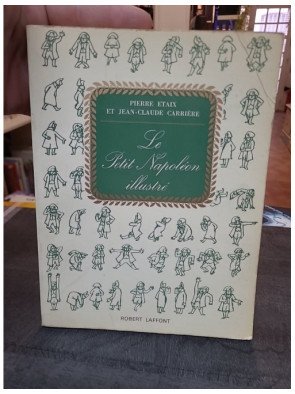 PIERRE ETAIX
ET JEAN-CLAUDE CARRIÈRE
Le
Petit Napoléon
illustré
ROBERT LAFFONT